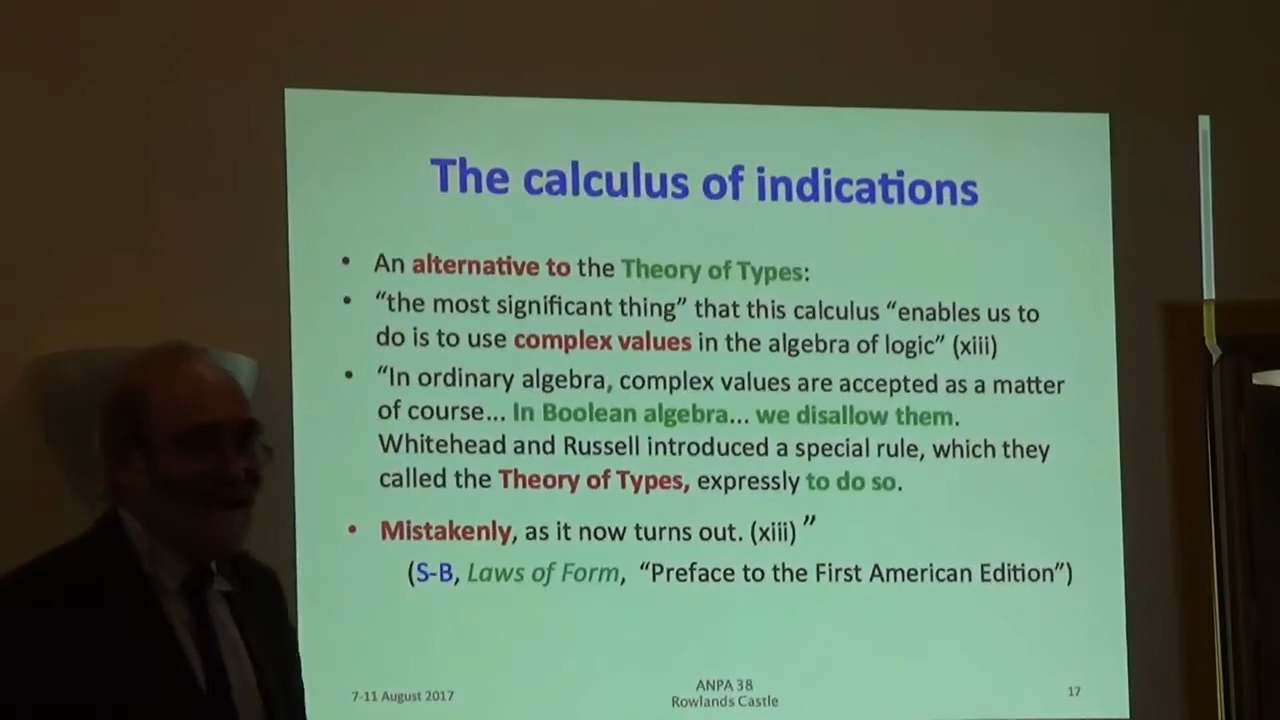 The calculus of indications
• An alternative to the Theory of Types:
• “the most significant thing” that this calculus “enables us to
do is to use complex values in the algebra of logic” (xiii)
• “In ordinary algebra, complex values are accepted as a matter
of course... In Boolean algebra... we disallow them.
Whitehead and Russell introduced a special rule, which they
called the Theory of Types, expressly to do so.
• Mistakenly, as it now turns out. (xiii) ”
(S-B, Laws of Form, “Preface to the First American Edition”)
7-11 August 2017
ANPA 38
Rowlands Castle
17